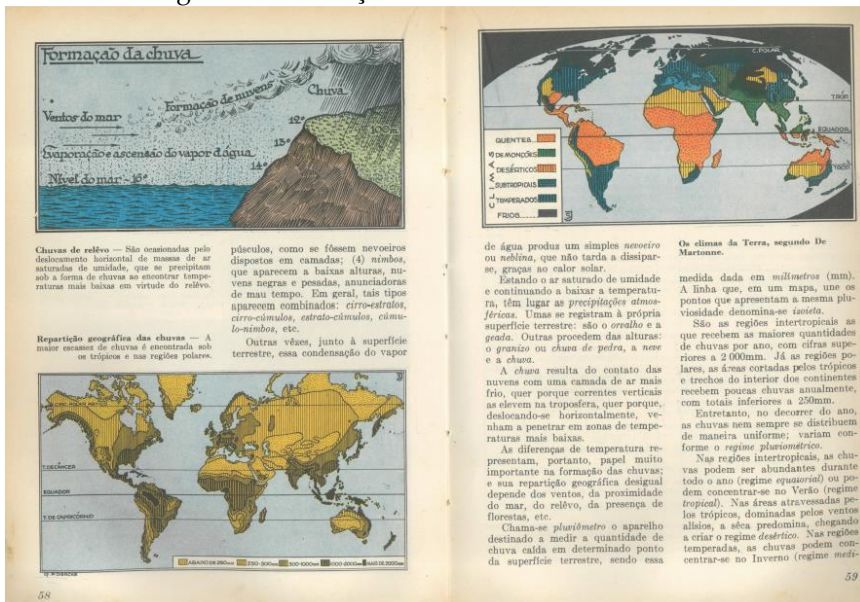 Formação da chuva
Formação de nuvens
Chuva
Ventos do mar
Evaporação e ascensão do vapor d'água
Nível do mar - 16º
12º
13º
14º
Chuvas de relêvo — São ocasionadas pelo
deslocamento horizontal de massas de ar
saturadas de umidade, que se precipitam
sob a forma de chuvas ao encontrar tempe-
raturas mais baixas em virtude do relêvo.
Repartição geográfica das chuvas — A
maior escassez de chuvas é encontrada sob
os trópicos e nas regiões polares.
púsculos, como se fôssem nevoeiros
dispostos em camadas; (4) nimbos,
que aparecem a baixas alturas, nu-
vens negras e pesadas, anunciadoras
de mau tempo. Em geral, tais tipos
aparecem combinados: cirro-estratos,
cirro-cúmulos, estrato-cúmulos, cúmu-
lo-nimbos, etc.
Outras vêzes, junto à superfície
terrestre, essa condensação do vapor
T. DE CÂNCER
EQUADOR
T. DE CAPRICÓRNIO
ABAIXO DE 250mm
250-500mm
500-1000mm
1000-2000mm
MAIS DE 2000mm
58
C. POLAR
TRÓP.
EQUADOR
CLIMAS
QUENTES
DE MONÇÕES
DESÉRTICOS
SUBTROPICAIS
TEMPERADOS
FRIOS
de água produz um simples nevoeiro
ou neblina, que não tarda a dissipar-
se, graças ao calor solar.
Estando o ar saturado de umidade
e continuando a baixar a temperatu-
ra, têm lugar as precipitações atmos-
féricas. Umas se registram à própria
superfície terrestre: são o orvalho e a
geada. Outras procedem das alturas:
o granizo ou chuva de pedra, a neve
e a chuva.
A chuva resulta do contato das
nuvens com uma camada de ar mais
frio, quer porque correntes verticais
as elevem na troposfera, quer porque,
deslocando-se horizontalmente, ve-
nham a penetrar em zonas de tempe-
raturas mais baixas.
As diferenças de temperatura re-
presentam, portanto, papel muito
importante na formação das chuvas;
e sua repartição geográfica desigual
depende dos ventos, da proximidade
do mar, do relêvo, da presença de
florestas, etc.
Chama-se pluviômetro o aparelho
destinado a medir a quantidade de
chuva caída em determinado ponto
da superfície terrestre, sendo essa
Os climas da Terra, segundo De
Martonne.
medida dada em milímetros (mm).
A linha que, em um mapa, une os
pontos que apresentam a mesma plu-
viosidade denomina-se isoieta.
São as regiões intertropicais as
que recebem as maiores quantidades
de chuvas por ano, com cifras supe-
riores a 2 000mm. Já as regiões po-
lares, as áreas cortadas pelos trópicos
e trechos do interior dos continentes
recebem poucas chuvas anualmente,
com totais inferiores a 250mm.
Entretanto, no decorrer do ano,
as chuvas nem sempre se distribuem
de maneira uniforme; variam con-
forme o regime pluviométrico.
Nas regiões intertropicais, as chu-
vas podem ser abundantes durante
todo o ano (regime equatorial) ou po-
dem concentrar-se no Verão (regime
tropical). Nas áreas atravessadas pe-
los trópicos, dominadas pelos ventos
alísios, a sêca predomina, chegando
a criar o regime desértico. Nas regiões
temperadas, as chuvas podem con-
centrar-se no Inverno (regime medi-
59